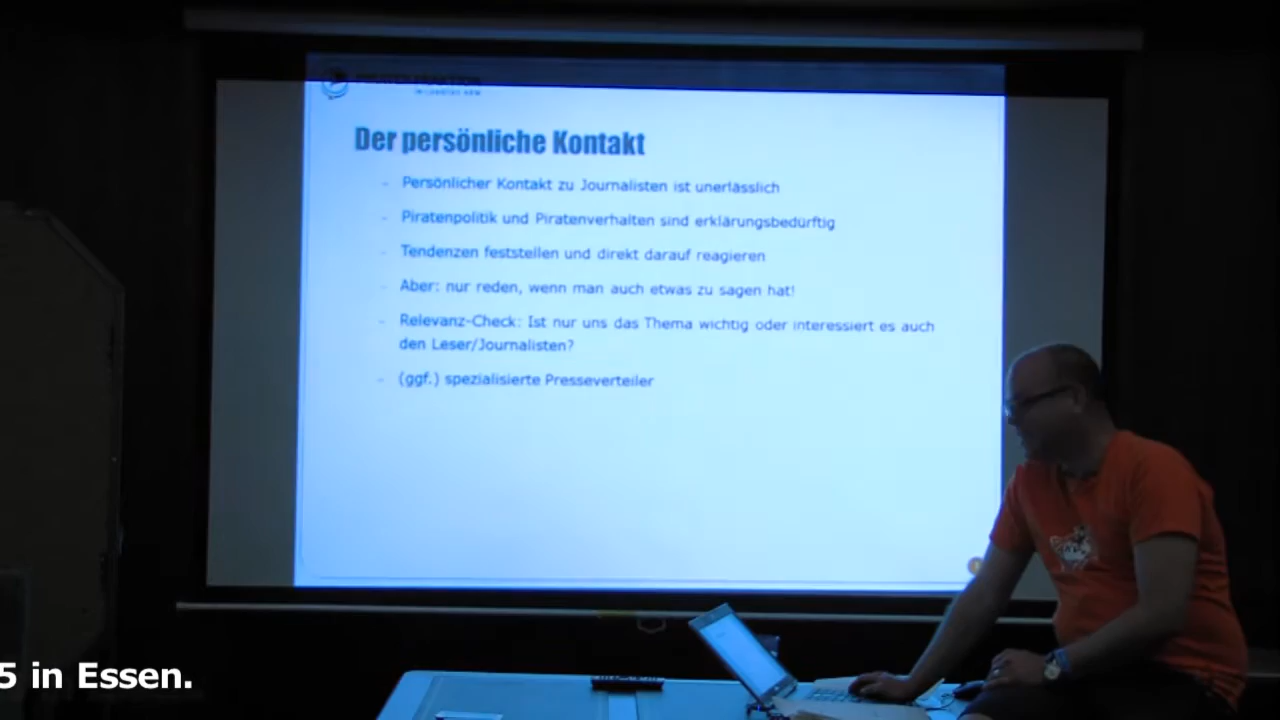 Der persönliche Kontakt
- Persönlicher Kontakt zu Journalisten ist unerlässlich
- Piratenpolitik und Piratenverhalten sind erklärungsbedürftig
- Tendenzen feststellen und direkt darauf reagieren
- Aber: nur reden, wenn man auch etwas zu sagen hat!
- Relevanz-Check: Ist nur uns das Thema wichtig oder interessiert es auch
den Leser/Journalisten?
- (ggf.) spezialisierte Presseverteiler
5 in Essen.